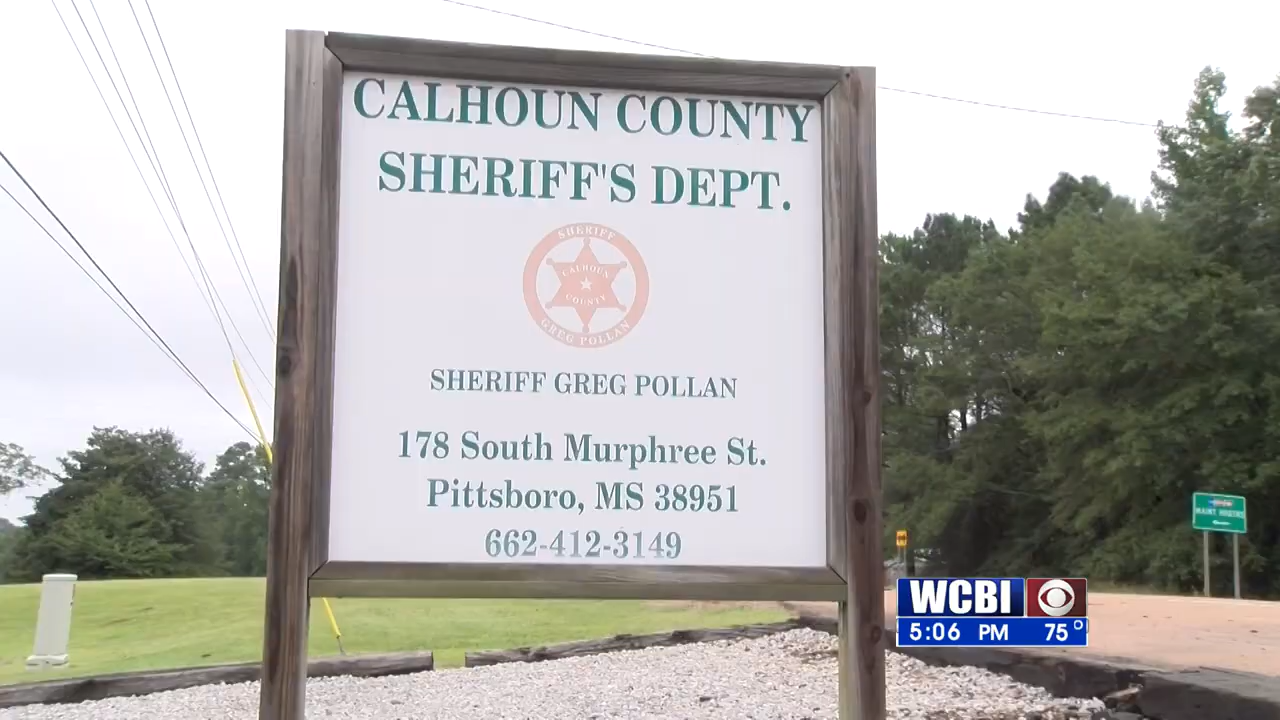 CALHOUN COUNTY
SHERIFF'S DEPT.
SHERIFF
CALHOUN
COUNTY
GREG POLLAN
SHERIFF GREG POLLAN
178 South Murphree St.
Pittsboro, MS 38951
662-412-3149
MAINT
WCBI
5:06 PM 75°